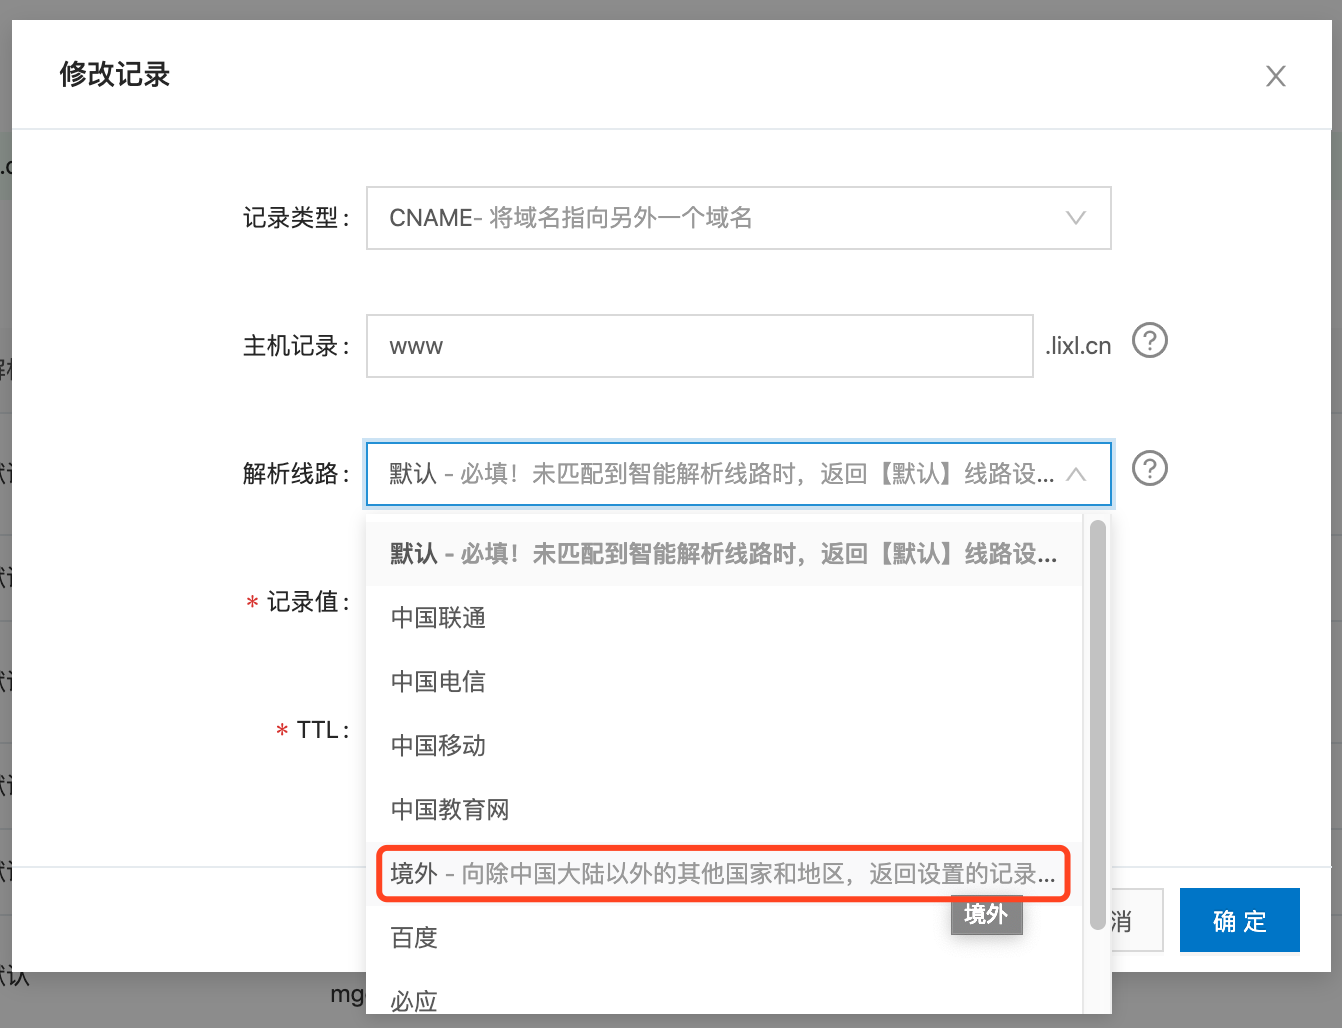 修改记录
X
记录类型:
CNAME- 将域名指向另外一个域名
主机记录:
www
.lixl.cn
?
解析线路:
默认 - 必填！未匹配到智能解析线路时，返回【默认】线路设...
?
默认 - 必填！未匹配到智能解析线路时，返回【默认】线路设...
* 记录值:
中国联通
中国电信
* TTL:
中国移动
中国教育网
境外 - 向除中国大陆以外的其他国家和地区，返回设置的记录...
境外
消
确 定
百度
必应
默认